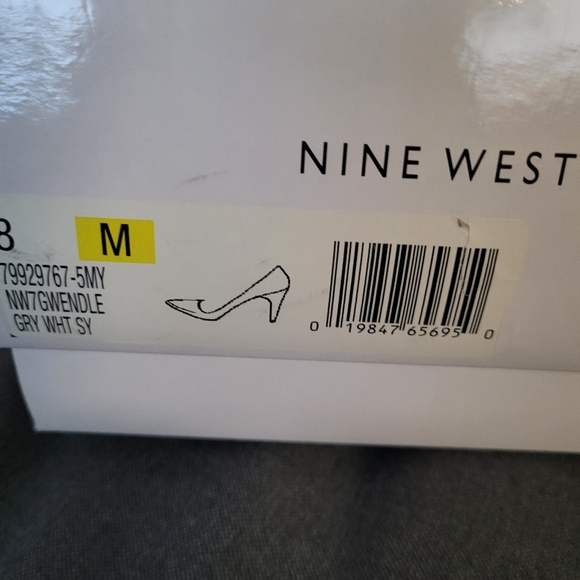 NINE WEST
8 M
79929767-5MY
NW7GWENDLE
GRY WHT SY
0 19847 65695 0